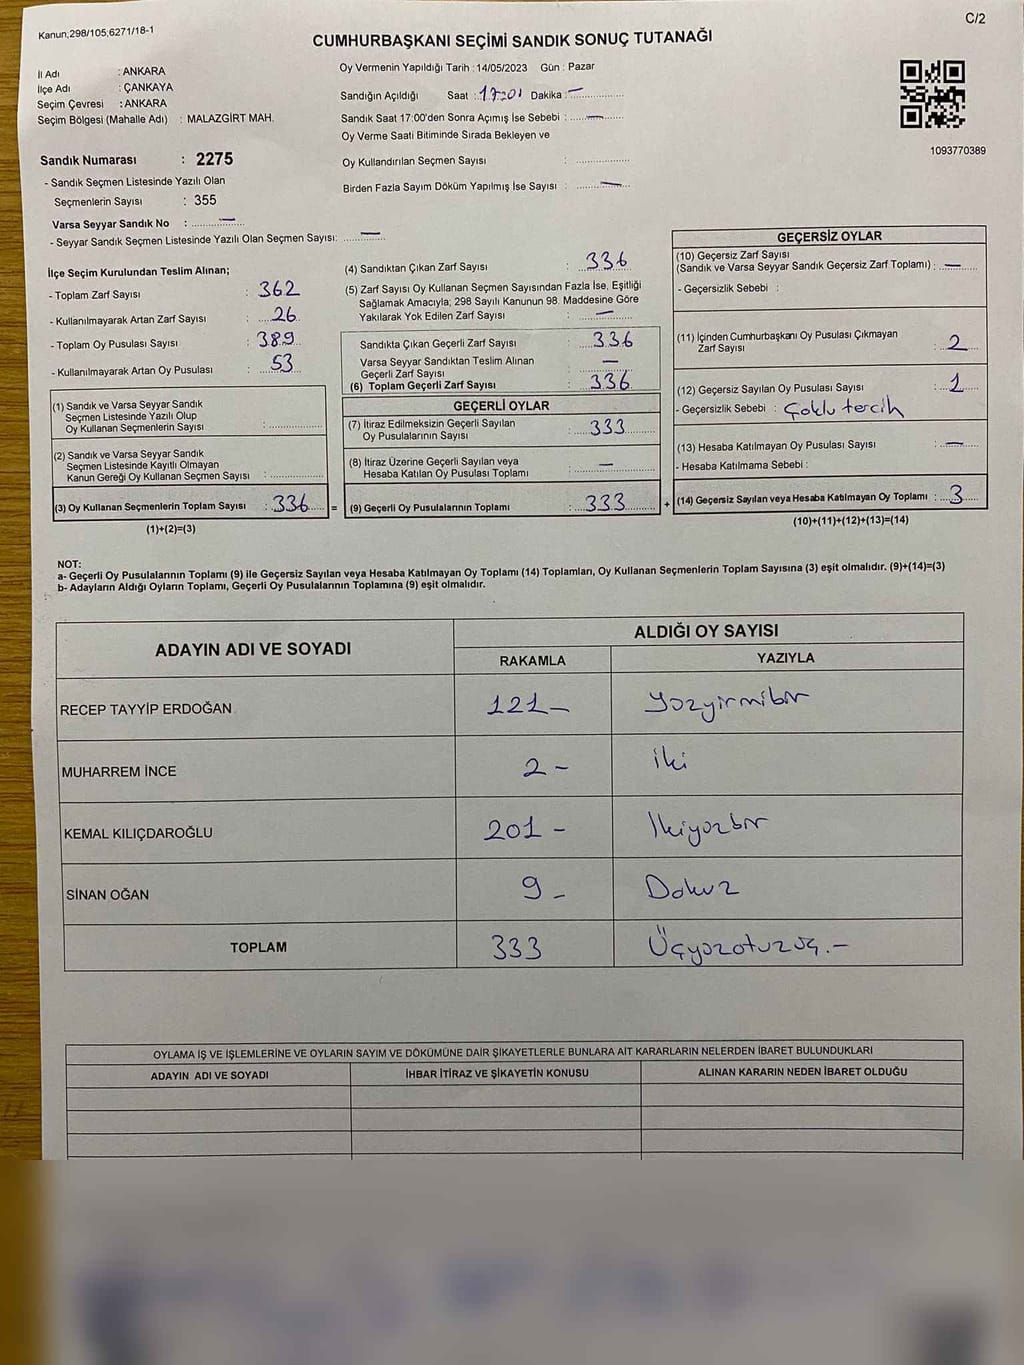 Kanun;298/105;6271/18-1
C/2
CUMHURBAŞKANI SEÇİMİ SANDIK SONUÇ TUTANAĞI
İl Adı : ANKARA
İlçe Adı : ÇANKAYA
Seçim Çevresi : ANKARA
Seçim Bölgesi (Mahalle Adı) : MALAZGİRT MAH.
Oy Vermenin Yapıldığı Tarih : 14/05/2023 Gün : Pazar
Sandığın Açıldığı Saat : 17:01 Dakika : —
Sandık Saat 17:00'den Sonra Açımış İse Sebebi : —
Oy Verme Saati Bitiminde Sırada Bekleyen ve
Oy Kullandırılan Seçmen Sayısı :
Birden Fazla Sayım Döküm Yapılmış İse Sayısı : —
1093770389
Sandık Numarası : 2275
- Sandık Seçmen Listesinde Yazılı Olan
Seçmenlerin Sayısı : 355
Varsa Seyyar Sandık No : —
- Seyyar Sandık Seçmen Listesinde Yazılı Olan Seçmen Sayısı: —
İlçe Seçim Kurulundan Teslim Alınan;
- Toplam Zarf Sayısı : 362
- Kullanılmayarak Artan Zarf Sayısı : 26
- Toplam Oy Pusulası Sayısı : 389
- Kullanılmayarak Artan Oy Pusulası : 53
(1) Sandık ve Varsa Seyyar Sandık
Seçmen Listesinde Yazılı Olup
Oy Kullanan Seçmenlerin Sayısı :
(2) Sandık ve Varsa Seyyar Sandık
Seçmen Listesinde Kayıtlı Olmayan
Kanun Gereği Oy Kullanan Seçmen Sayısı :
(3) Oy Kullanan Seçmenlerin Toplam Sayısı : 336 =
(1)+(2)=(3)
(4) Sandıktan Çıkan Zarf Sayısı : 336
(5) Zarf Sayısı Oy Kullanan Seçmen Sayısından Fazla İse, Eşitliği
Sağlamak Amacıyla; 298 Sayılı Kanunun 98. Maddesine Göre
Yakılarak Yok Edilen Zarf Sayısı : —
Sandıkta Çıkan Geçerli Zarf Sayısı : 336
Varsa Seyyar Sandıktan Teslim Alınan
Geçerli Zarf Sayısı : —
(6) Toplam Geçerli Zarf Sayısı : 336
GEÇERLİ OYLAR
(7) İtiraz Edilmeksizin Geçerli Sayılan
Oy Pusulalarının Sayısı : 333
(8) İtiraz Üzerine Geçerli Sayılan veya
Hesaba Katılan Oy Pusulası Toplamı : —
(9) Geçerli Oy Pusulalarının Toplamı : 333 +
GEÇERSİZ OYLAR
(10) Geçersiz Zarf Sayısı
(Sandık ve Varsa Seyyar Sandık Geçersiz Zarf Toplamı) : —
- Geçersizlik Sebebi :
(11) İçinden Cumhurbaşkanı Oy Pusulası Çıkmayan
Zarf Sayısı : 2
(12) Geçersiz Sayılan Oy Pusulası Sayısı : 1
- Geçersizlik Sebebi : Çoklu tercih
(13) Hesaba Katılmayan Oy Pusulası Sayısı : —
- Hesaba Katılmama Sebebi :
(14) Geçersiz Sayılan veya Hesaba Katılmayan Oy Toplamı : 3
(10)+(11)+(12)+(13)=(14)
NOT:
a- Geçerli Oy Pusulalarının Toplamı (9) ile Geçersiz Sayılan veya Hesaba Katılmayan Oy Toplamı (14) Toplamları, Oy Kullanan Seçmenlerin Toplam Sayısına (3) eşit olmalıdır. (9)+(14)=(3)
b- Adayların Aldığı Oyların Toplamı, Geçerli Oy Pusulalarının Toplamına (9) eşit olmalıdır.
ADAYIN ADI VE SOYADI
ALDIĞI OY SAYISI
RAKAMLA YAZIYLA
RECEP TAYYİP ERDOĞAN 121— Yüzyirmibir
MUHARREM İNCE 2 — iki
KEMAL KILIÇDAROĞLU 201 — İkiyüzbir
SİNAN OĞAN 9 — Dokuz
TOPLAM 333 Üçyüzotuzüç.—
OYLAMA İŞ VE İŞLEMLERİNE VE OYLARIN SAYIM VE DÖKÜMÜNE DAİR ŞİKAYETLERLE BUNLARA AİT KARARLARIN NELERDEN İBARET BULUNDUKLARI
ADAYIN ADI VE SOYADI İHBAR İTİRAZ VE ŞİKAYETİN KONUSU ALINAN KARARIN NEDEN İBARET OLDUĞU